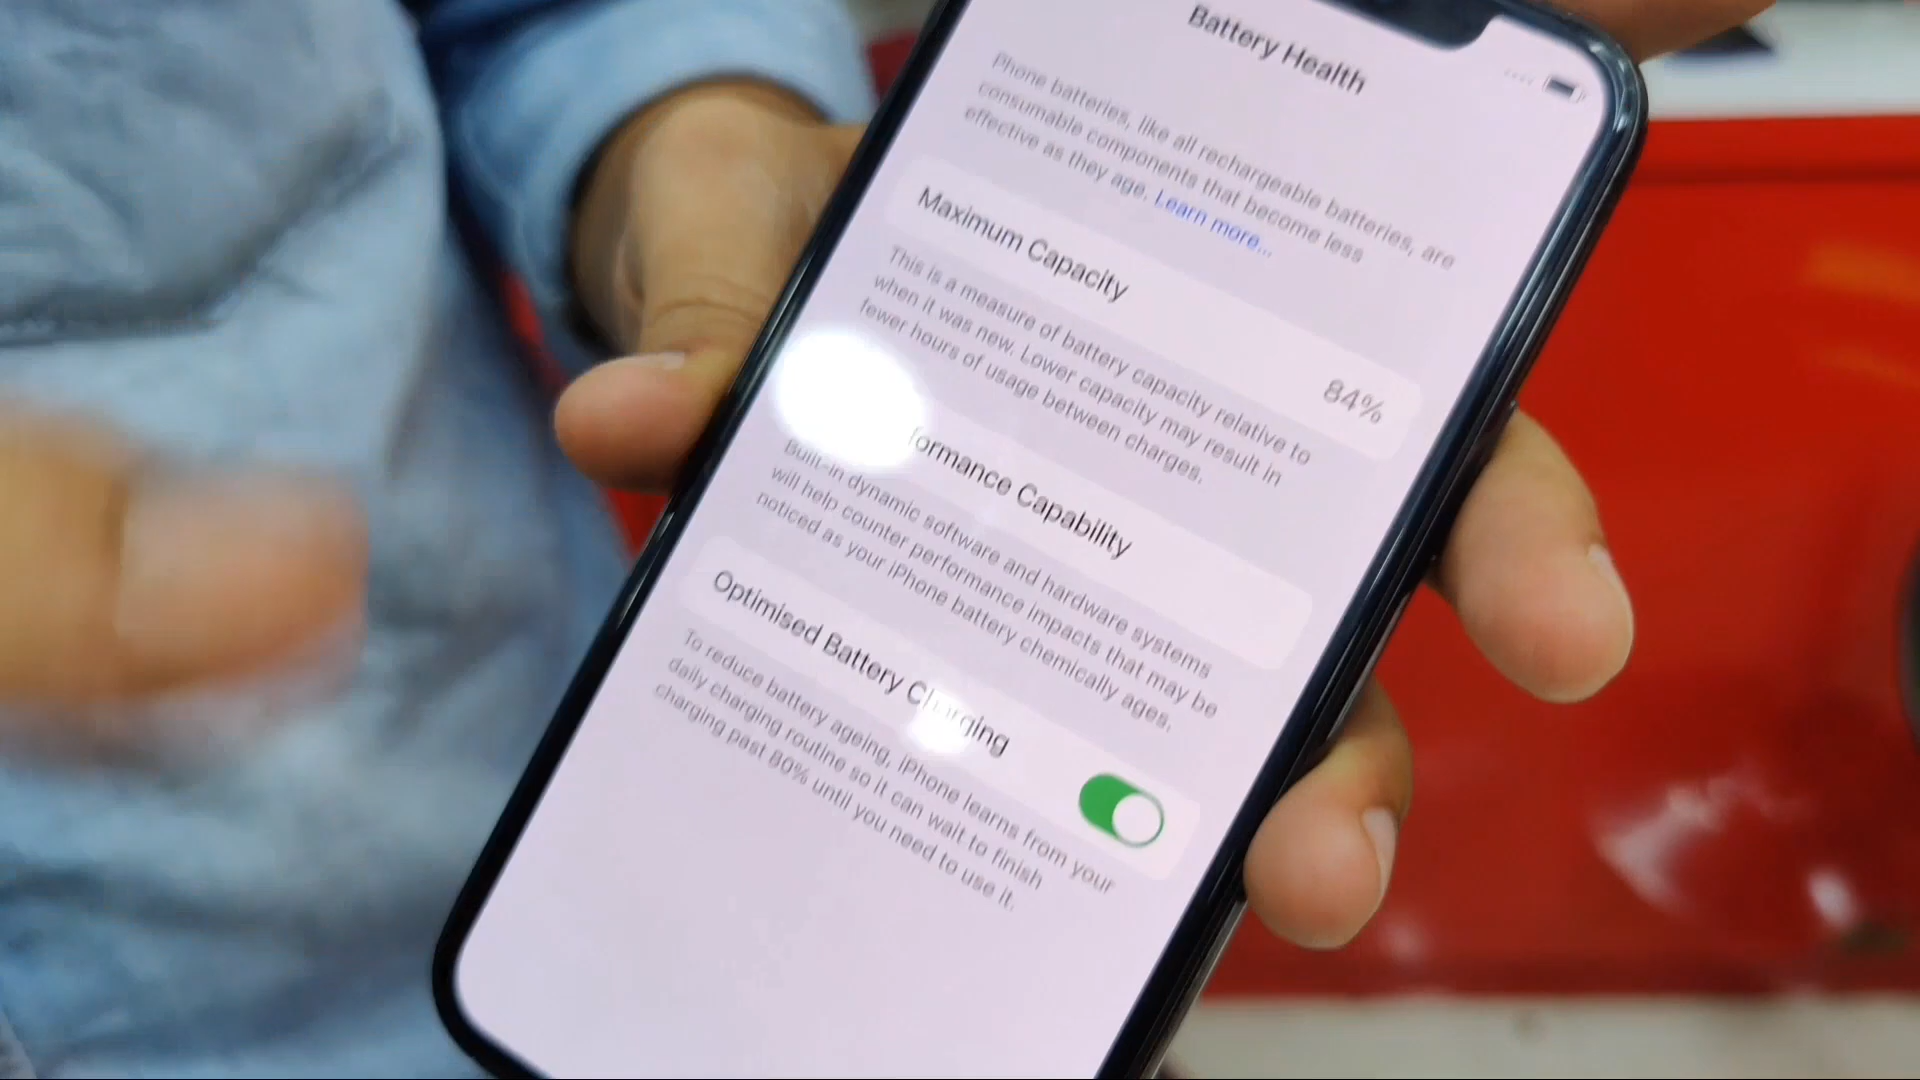 Battery Health
Phone batteries, like all rechargeable batteries, are
consumable components that become less
effective as they age. Learn more...
Maximum Capacity 84%
This is a measure of battery capacity relative to
when it was new. Lower capacity may result in
fewer hours of usage between charges.
formance Capability
Built-in dynamic software and hardware systems
will help counter performance impacts that may be
noticed as your iPhone battery chemically ages.
Optimised Battery Charging
To reduce battery ageing, iPhone learns from your
daily charging routine so it can wait to finish
charging past 80% until you need to use it.